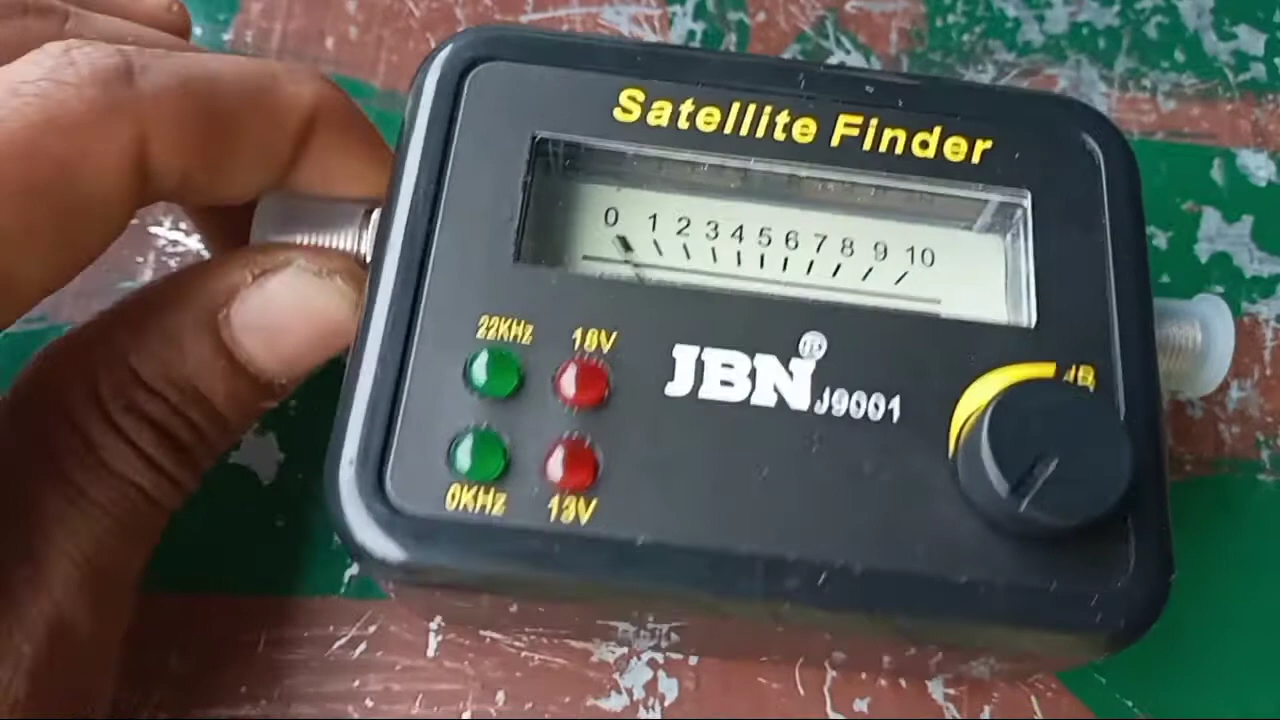 Satellite Finder
0 1 2 3 4 5 6 7 8 9 10
22KHz 18V
JBN® J9001
dB
0KHz 13V